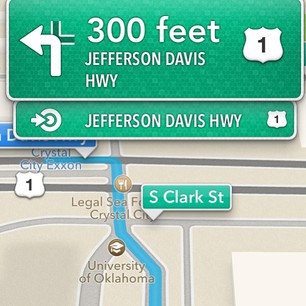 300 feet
JEFFERSON DAVIS
HWY
1
JEFFERSON DAVIS HWY
1
Crystal
City Exxon
1
Legal Sea
Crystal City
S Clark St
University
of Oklahoma